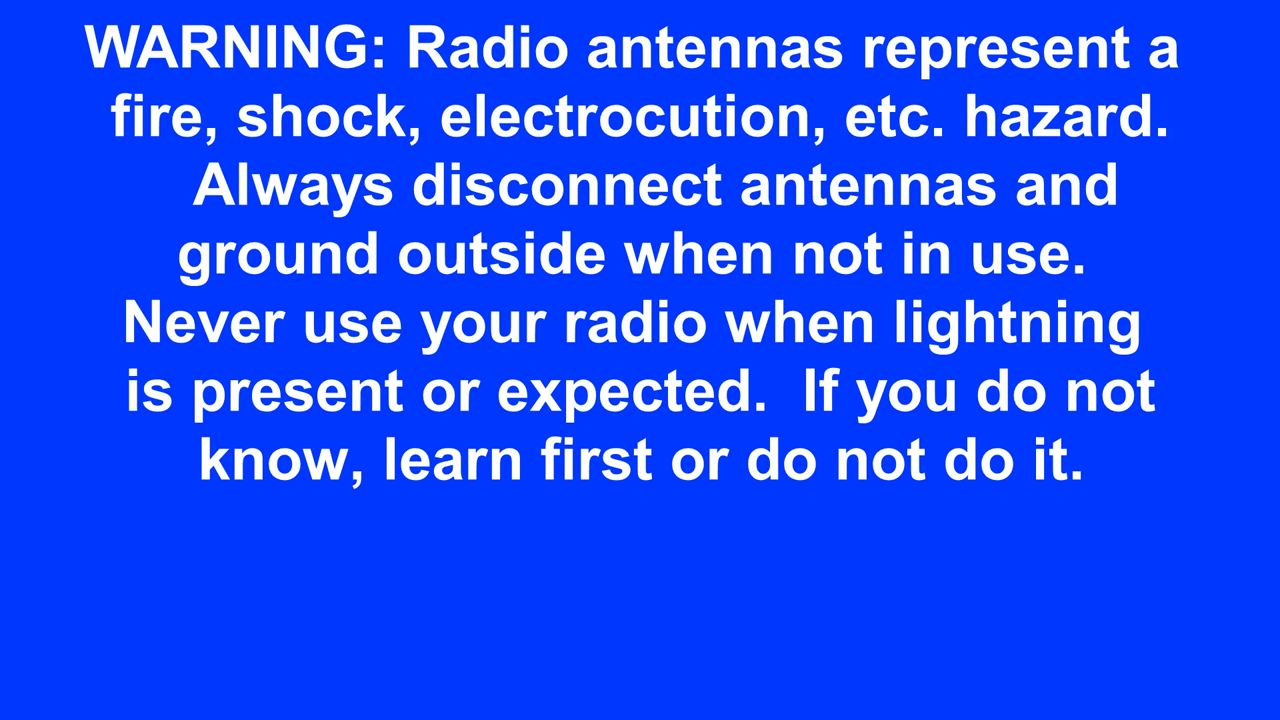 WARNING: Radio antennas represent a
fire, shock, electrocution, etc. hazard.
Always disconnect antennas and
ground outside when not in use.
Never use your radio when lightning
is present or expected.  If you do not
know, learn first or do not do it.